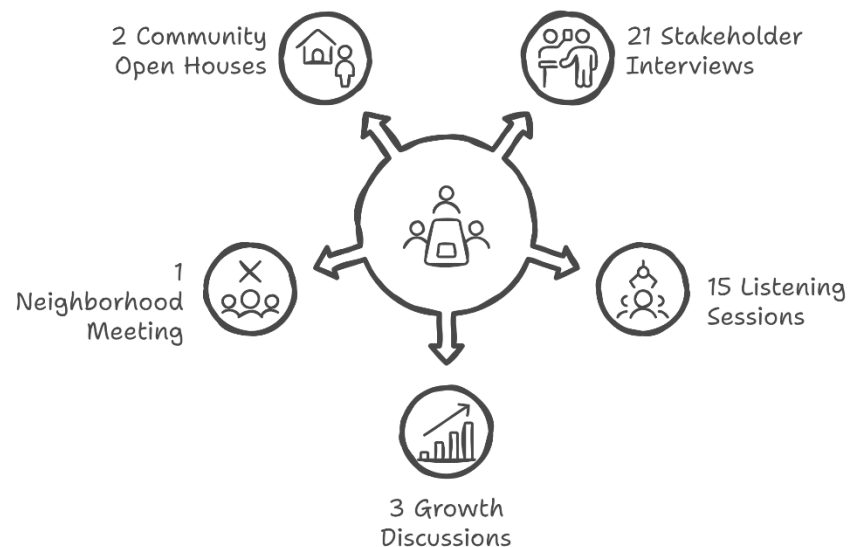 2 Community
Open Houses
21 Stakeholder
Interviews
1
Neighborhood
Meeting
15 Listening
Sessions
3 Growth
Discussions